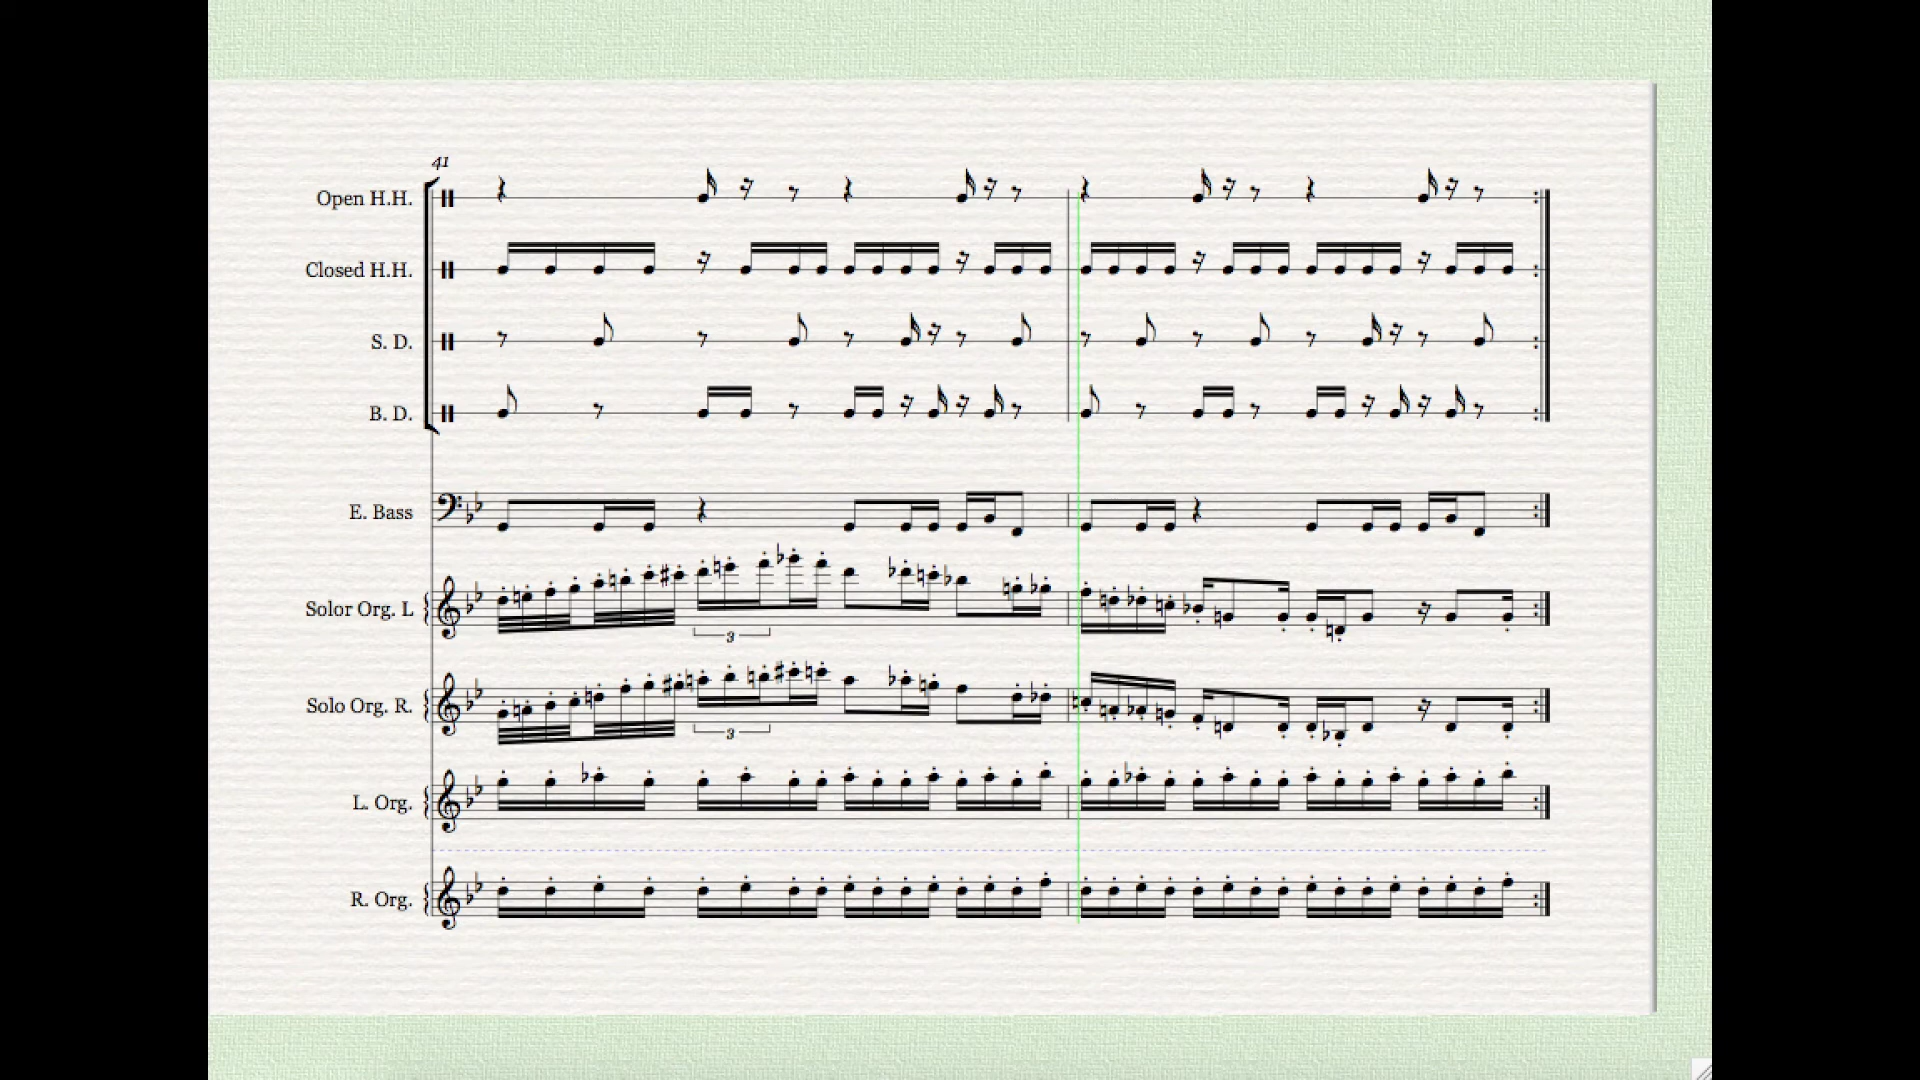 41
Open H.H.
Closed H.H.
S. D.
B. D.
E. Bass
Solor Org. L
3
Solo Org. R.
3
L. Org.
R. Org.